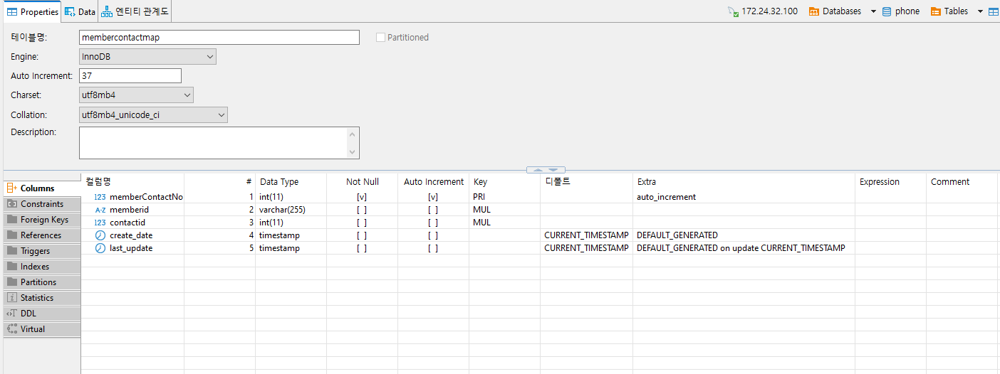 Properties Data 엔티티 관계도 172.24.32.100 Databases phone Tables
테이블명: membercontactmap Partitioned
Engine: InnoDB
Auto Increment: 37
Charset: utf8mb4
Collation: utf8mb4_unicode_ci
Description:
컬럼명 # Data Type Not Null Auto Increment Key 디폴트 Extra Expression Comment
123 memberContactNo 1 int(11) [v] [v] PRI auto_increment
A-Z memberid 2 varchar(255) [ ] [ ] MUL
123 contactid 3 int(11) [ ] [ ] MUL
create_date 4 timestamp [ ] [ ] CURRENT_TIMESTAMP DEFAULT_GENERATED
last_update 5 timestamp [ ] [ ] CURRENT_TIMESTAMP DEFAULT_GENERATED on update CURRENT_TIMESTAMP
Columns
Constraints
Foreign Keys
References
Triggers
Indexes
Partitions
Statistics
DDL
Virtual